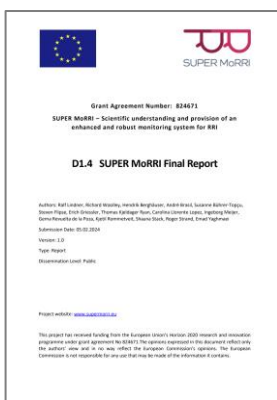 SUPER MoRRI
Grant Agreement Number: 824671
SUPER MoRRI – Scientific understanding and provision of an
enhanced and robust monitoring system for RRI
D1.4 SUPER MoRRI Final Report
Authors: Ralf Lindner, Richard Woolley, Hendrik Berghäuser, André Brasil, Susanne Bührer-Topçu,
Steven Flipse, Erich Griessler, Thomas Kjeldager Ryan, Carolina Llorente Lopes, Ingeborg Meijer,
Gema Revuelta de la Poza, Kjetil Rommetveit, Shauna Stack, Roger Strand, Emad Yaghmaei
Submission Date: 05.02.2024
Version: 1.0
Type: Report
Dissemination Level: Public
Project website: www.supermorri.eu
This project has received funding from the European Union's Horizon 2020 research and innovation
programme under grant agreement No 824671 The opinions expressed in this document reflect only
the authors' view and in no way reflect the European Commission's opinions. The European
Commission is not responsible for any use that may be made of the information it contains.